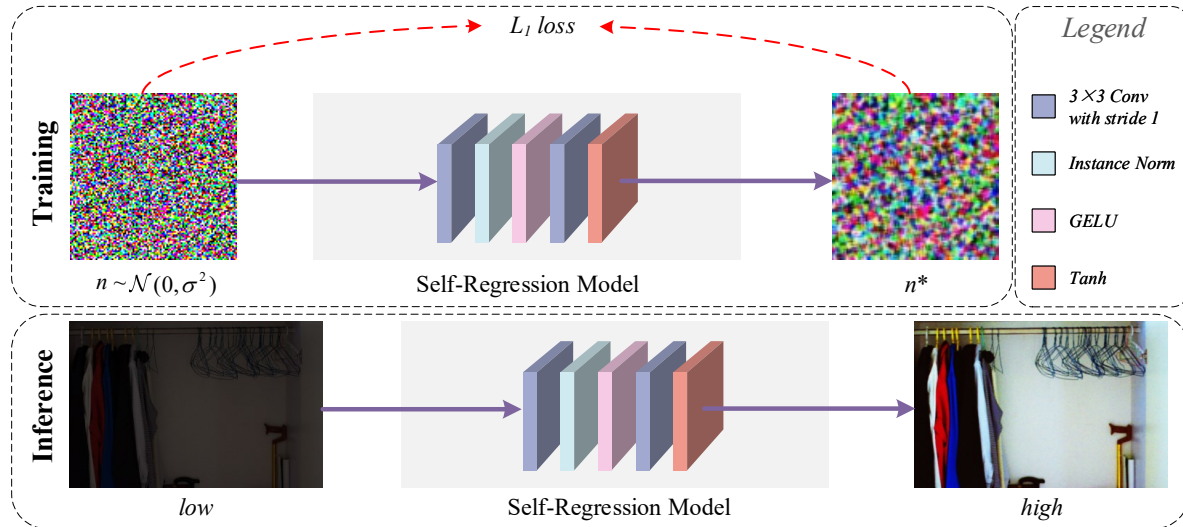 Training
L₁ loss
n ~ 𝒩(0, σ²)
Self-Regression Model
n*
Legend
3×3 Conv
with stride 1
Instance Norm
GELU
Tanh
Inference
low
Self-Regression Model
high